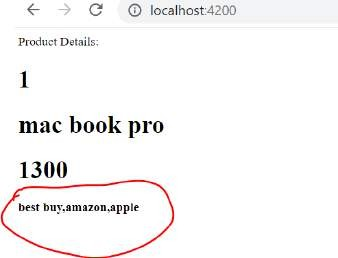 localhost:4200
Product Details:
1
mac book pro
1300
best buy,amazon,apple